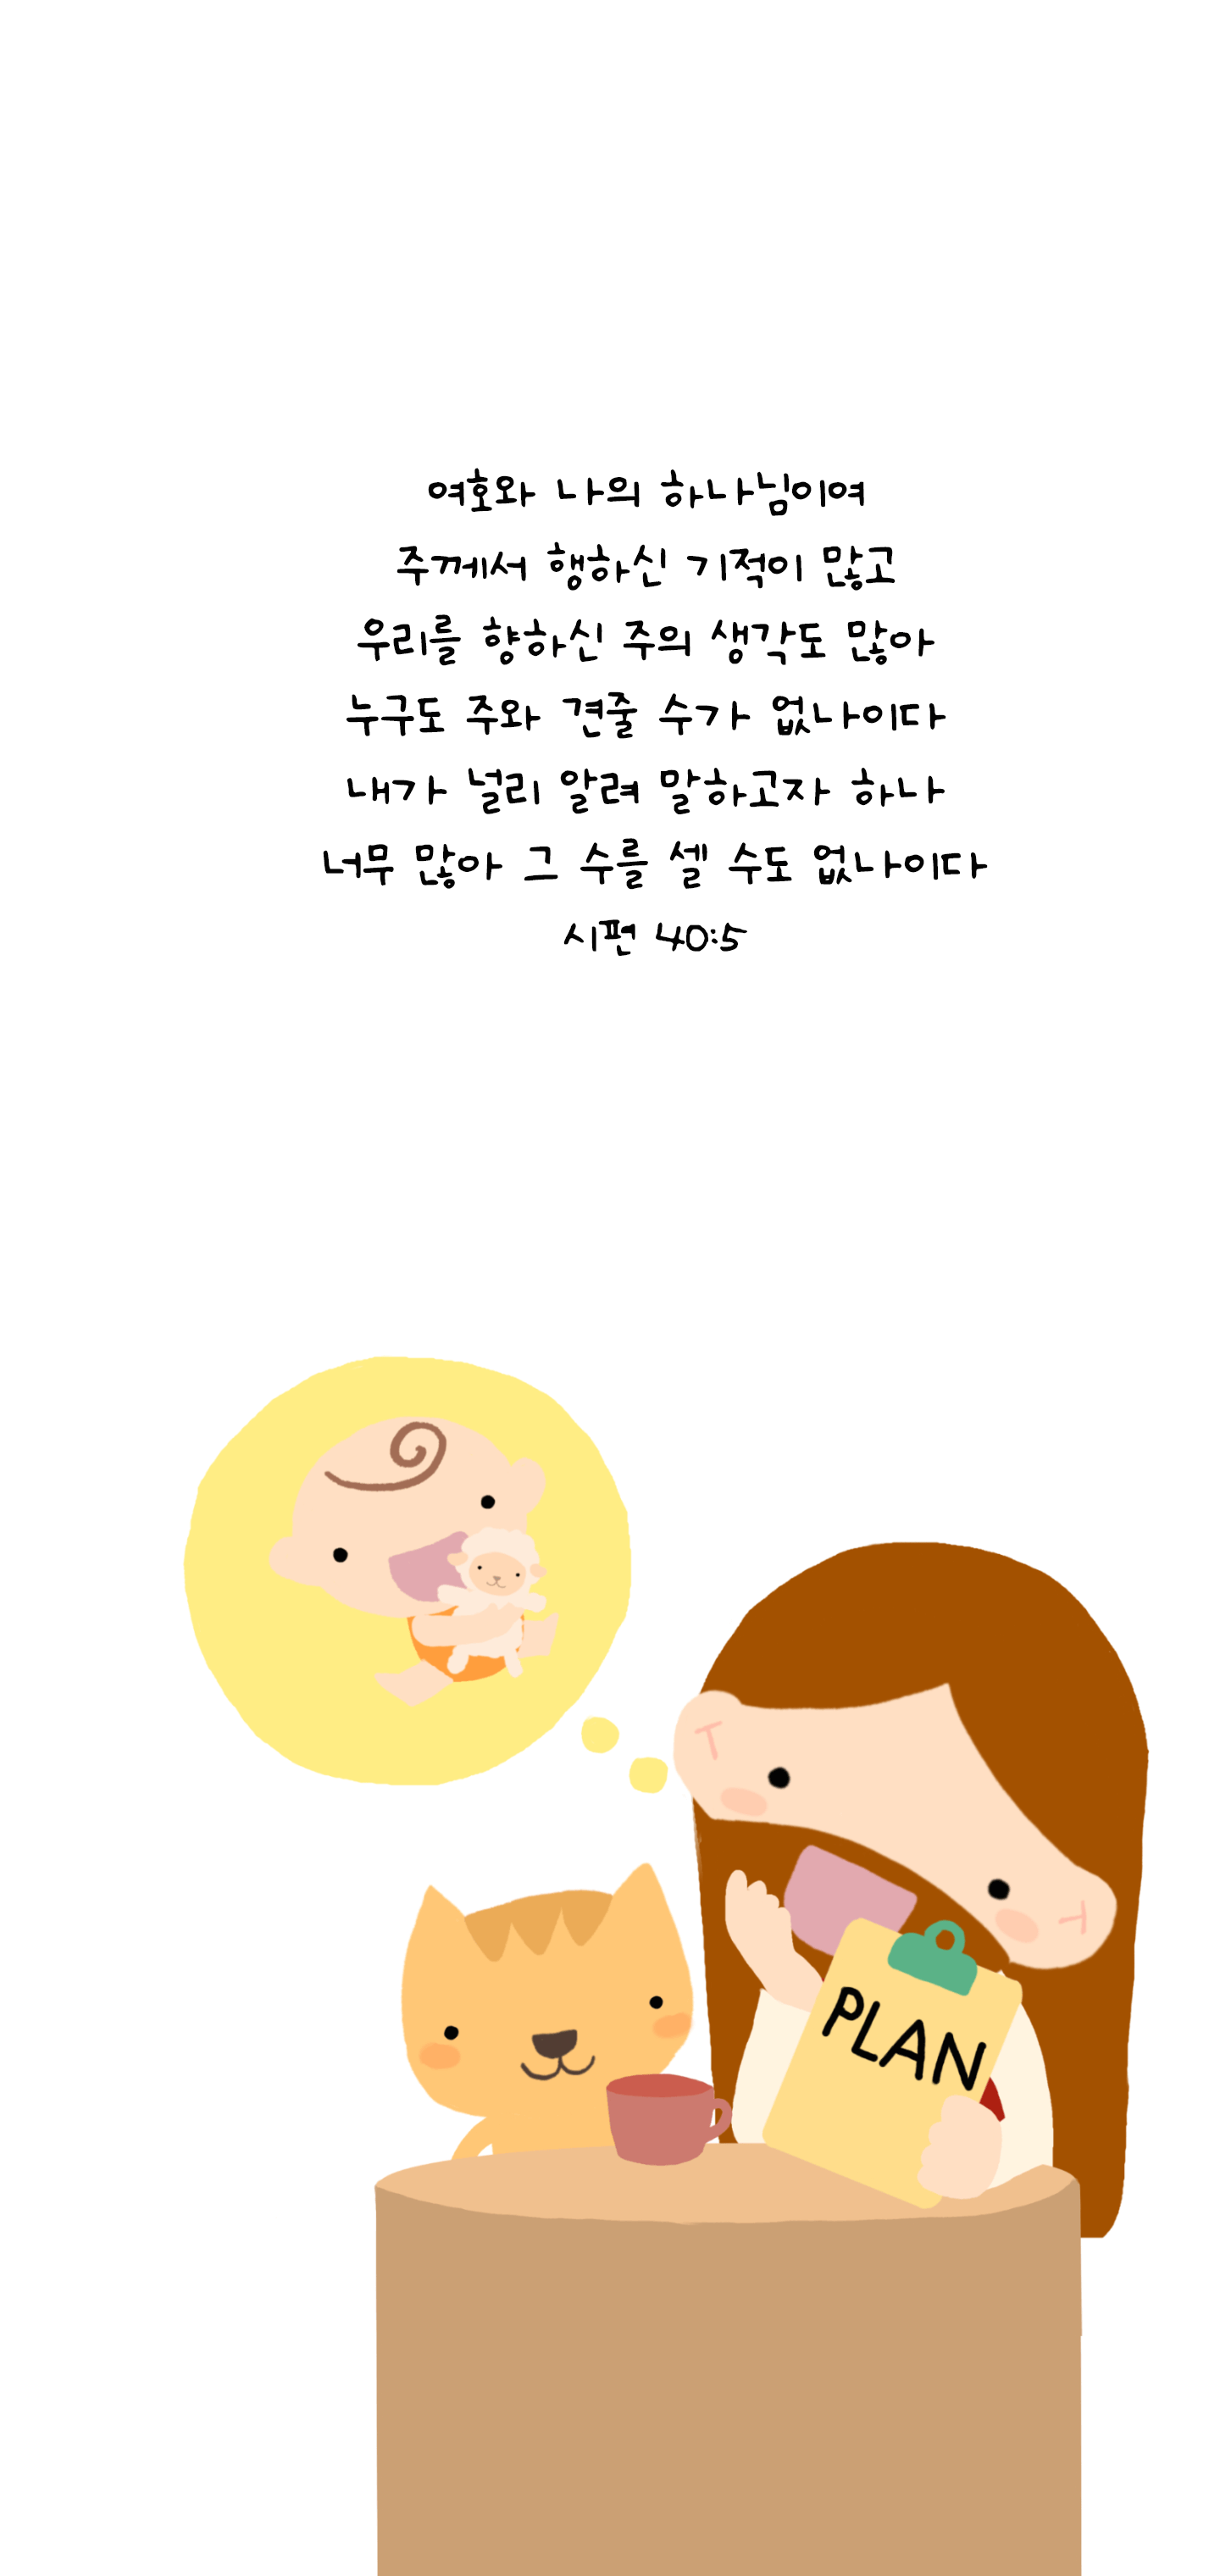 여호와 나의 하나님이여
주께서 행하신 기적이 많고
우리를 향하신 주의 생각도 많아
누구도 주와 견줄 수가 없나이다
내가 널리 알려 말하고자 하나
너무 많아 그 수를 셀 수도 없나이다
시편 40:5
PLAN